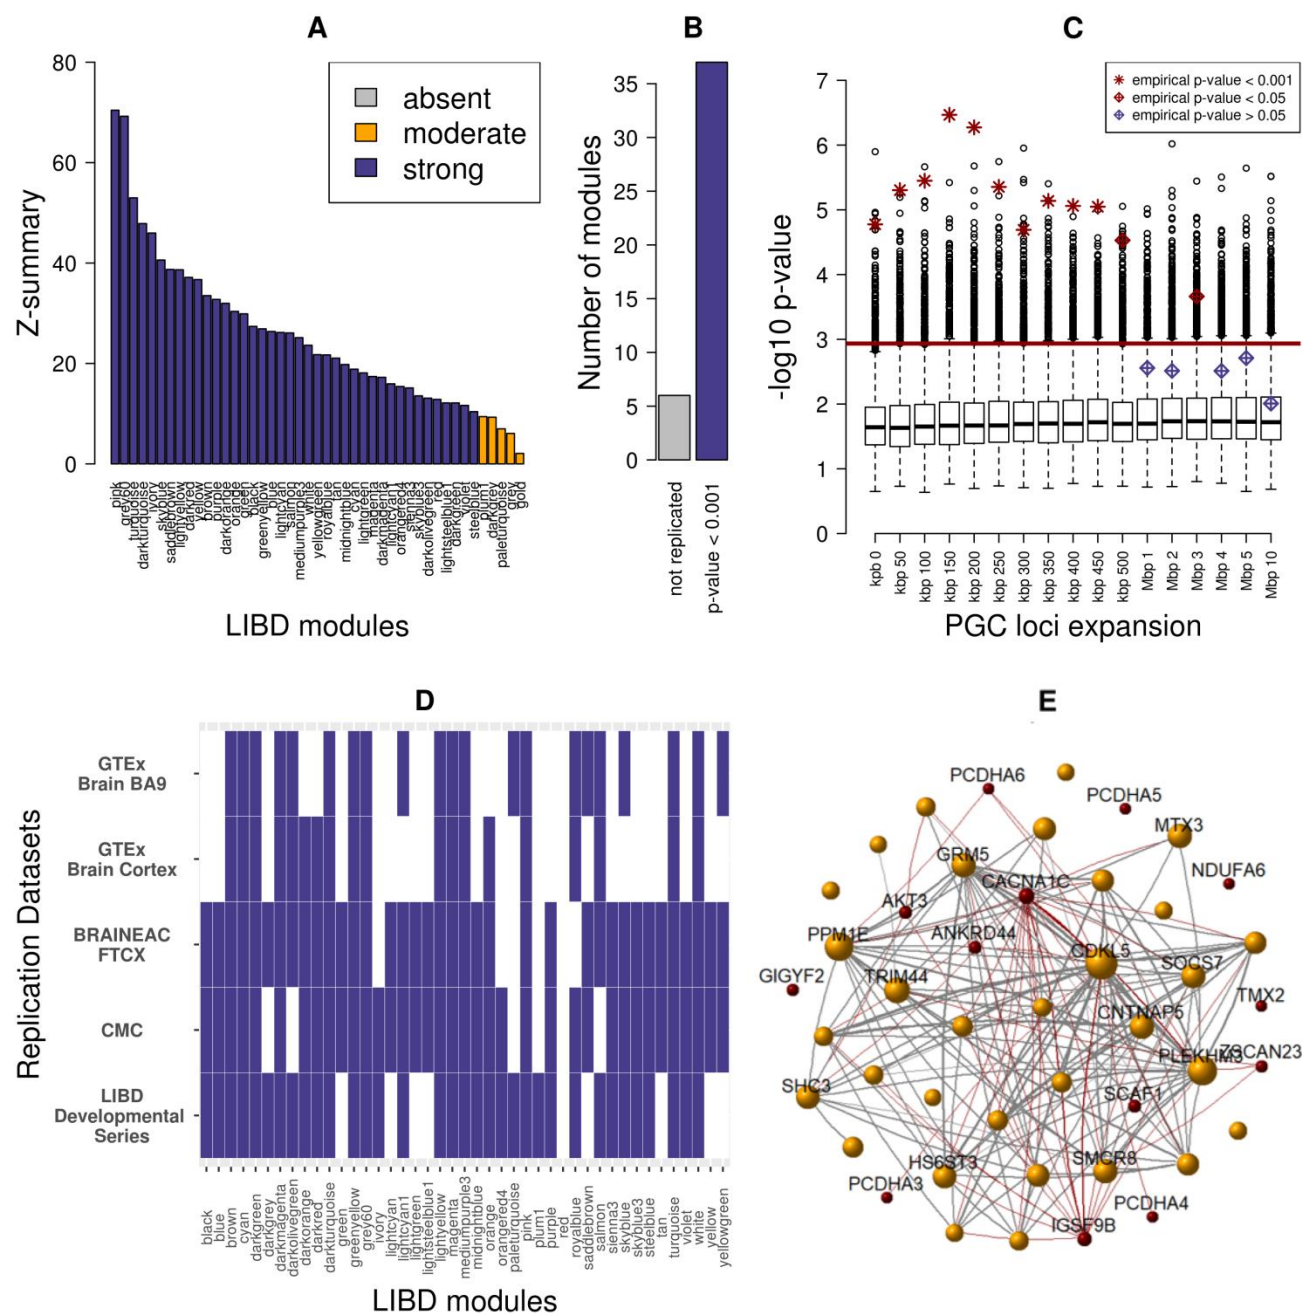 A
80
60
40
20
0
Z-summary
absent
moderate
strong
pink
grey60
turquoise
darkturquoise
ivory
skyblue
saddlebrown
lightyellow
darkred
yellow
brown
purple
darkorange
orange
green
black
greenyellow
blue
lightcyan
salmon
mediumpurple3
white
yellowgreen
royalblue
tan
midnightblue
cyan
lightgreen
magenta
darkmagenta
lightcyan1
orangered4
sienna3
skyblue3
darkolivegreen
red
lightsteelblue1
darkgreen
violet
steelblue
plum1
darkgrey
paleturquoise
grey
gold
LIBD modules
B
35
30
25
20
15
10
5
0
Number of modules
not replicated
p-value < 0.001
C
7
6
5
4
3
2
1
0
-log10 p-value
empirical p-value < 0.001
empirical p-value < 0.05
empirical p-value > 0.05
kpb 0
kbp 50
kbp 100
kbp 150
kbp 200
kbp 250
kbp 300
kbp 350
kbp 400
kbp 450
kbp 500
Mbp 1
Mbp 2
Mbp 3
Mbp 4
Mbp 5
Mbp 10
PGC loci expansion
D
Replication Datasets
GTEx
Brain BA9
GTEx
Brain Cortex
BRAINEAC
FTCX
CMC
LIBD
Developmental
Series
black
blue
brown
cyan
darkgreen
darkgrey
darkmagenta
darkolivegreen
darkorange
darkred
darkturquoise
green
greenyellow
grey60
ivory
lightcyan
lightcyan1
lightgreen
lightsteelblue1
lightyellow
magenta
mediumpurple3
midnightblue
orange
orangered4
paleturquoise
pink
plum1
purple
red
royalblue
saddlebrown
salmon
sienna3
skyblue
skyblue3
steelblue
tan
turquoise
violet
white
yellow
yellowgreen
LIBD modules
E
PCDHA6
PCDHA5
MTX3
GRM5
NDUFA6
CACNA1C
AKT3
ANKRD44
PPM1E
CDKL5
SOCS7
GIGYF2
TRIM44
TMX2
CNTNAP5
PLEKHM3
ZSCAN23
SHC3
SCAF1
HS6ST3
SMCR8
PCDHA3
PCDHA4
IGSF9B